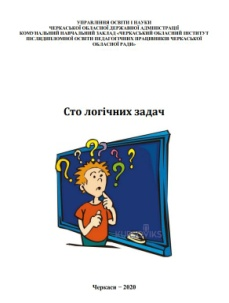 УПРАВЛІННЯ ОСВІТИ І НАУКИ
ЧЕРКАСЬКОЇ ОБЛАСНОЇ ДЕРЖАВНОЇ АДМІНІСТРАЦІЇ
КОМУНАЛЬНИЙ НАВЧАЛЬНИЙ ЗАКЛАД «ЧЕРКАСЬКИЙ ОБЛАСНИЙ ІНСТИТУТ
ПІСЛЯДИПЛОМНОЇ ОСВІТИ ПЕДАГОГІЧНИХ ПРАЦІВНИКІВ ЧЕРКАСЬКОЇ
ОБЛАСНОЇ РАДИ»
Сто логічних задач
? ? ? ? ? ?
Черкаси – 2020